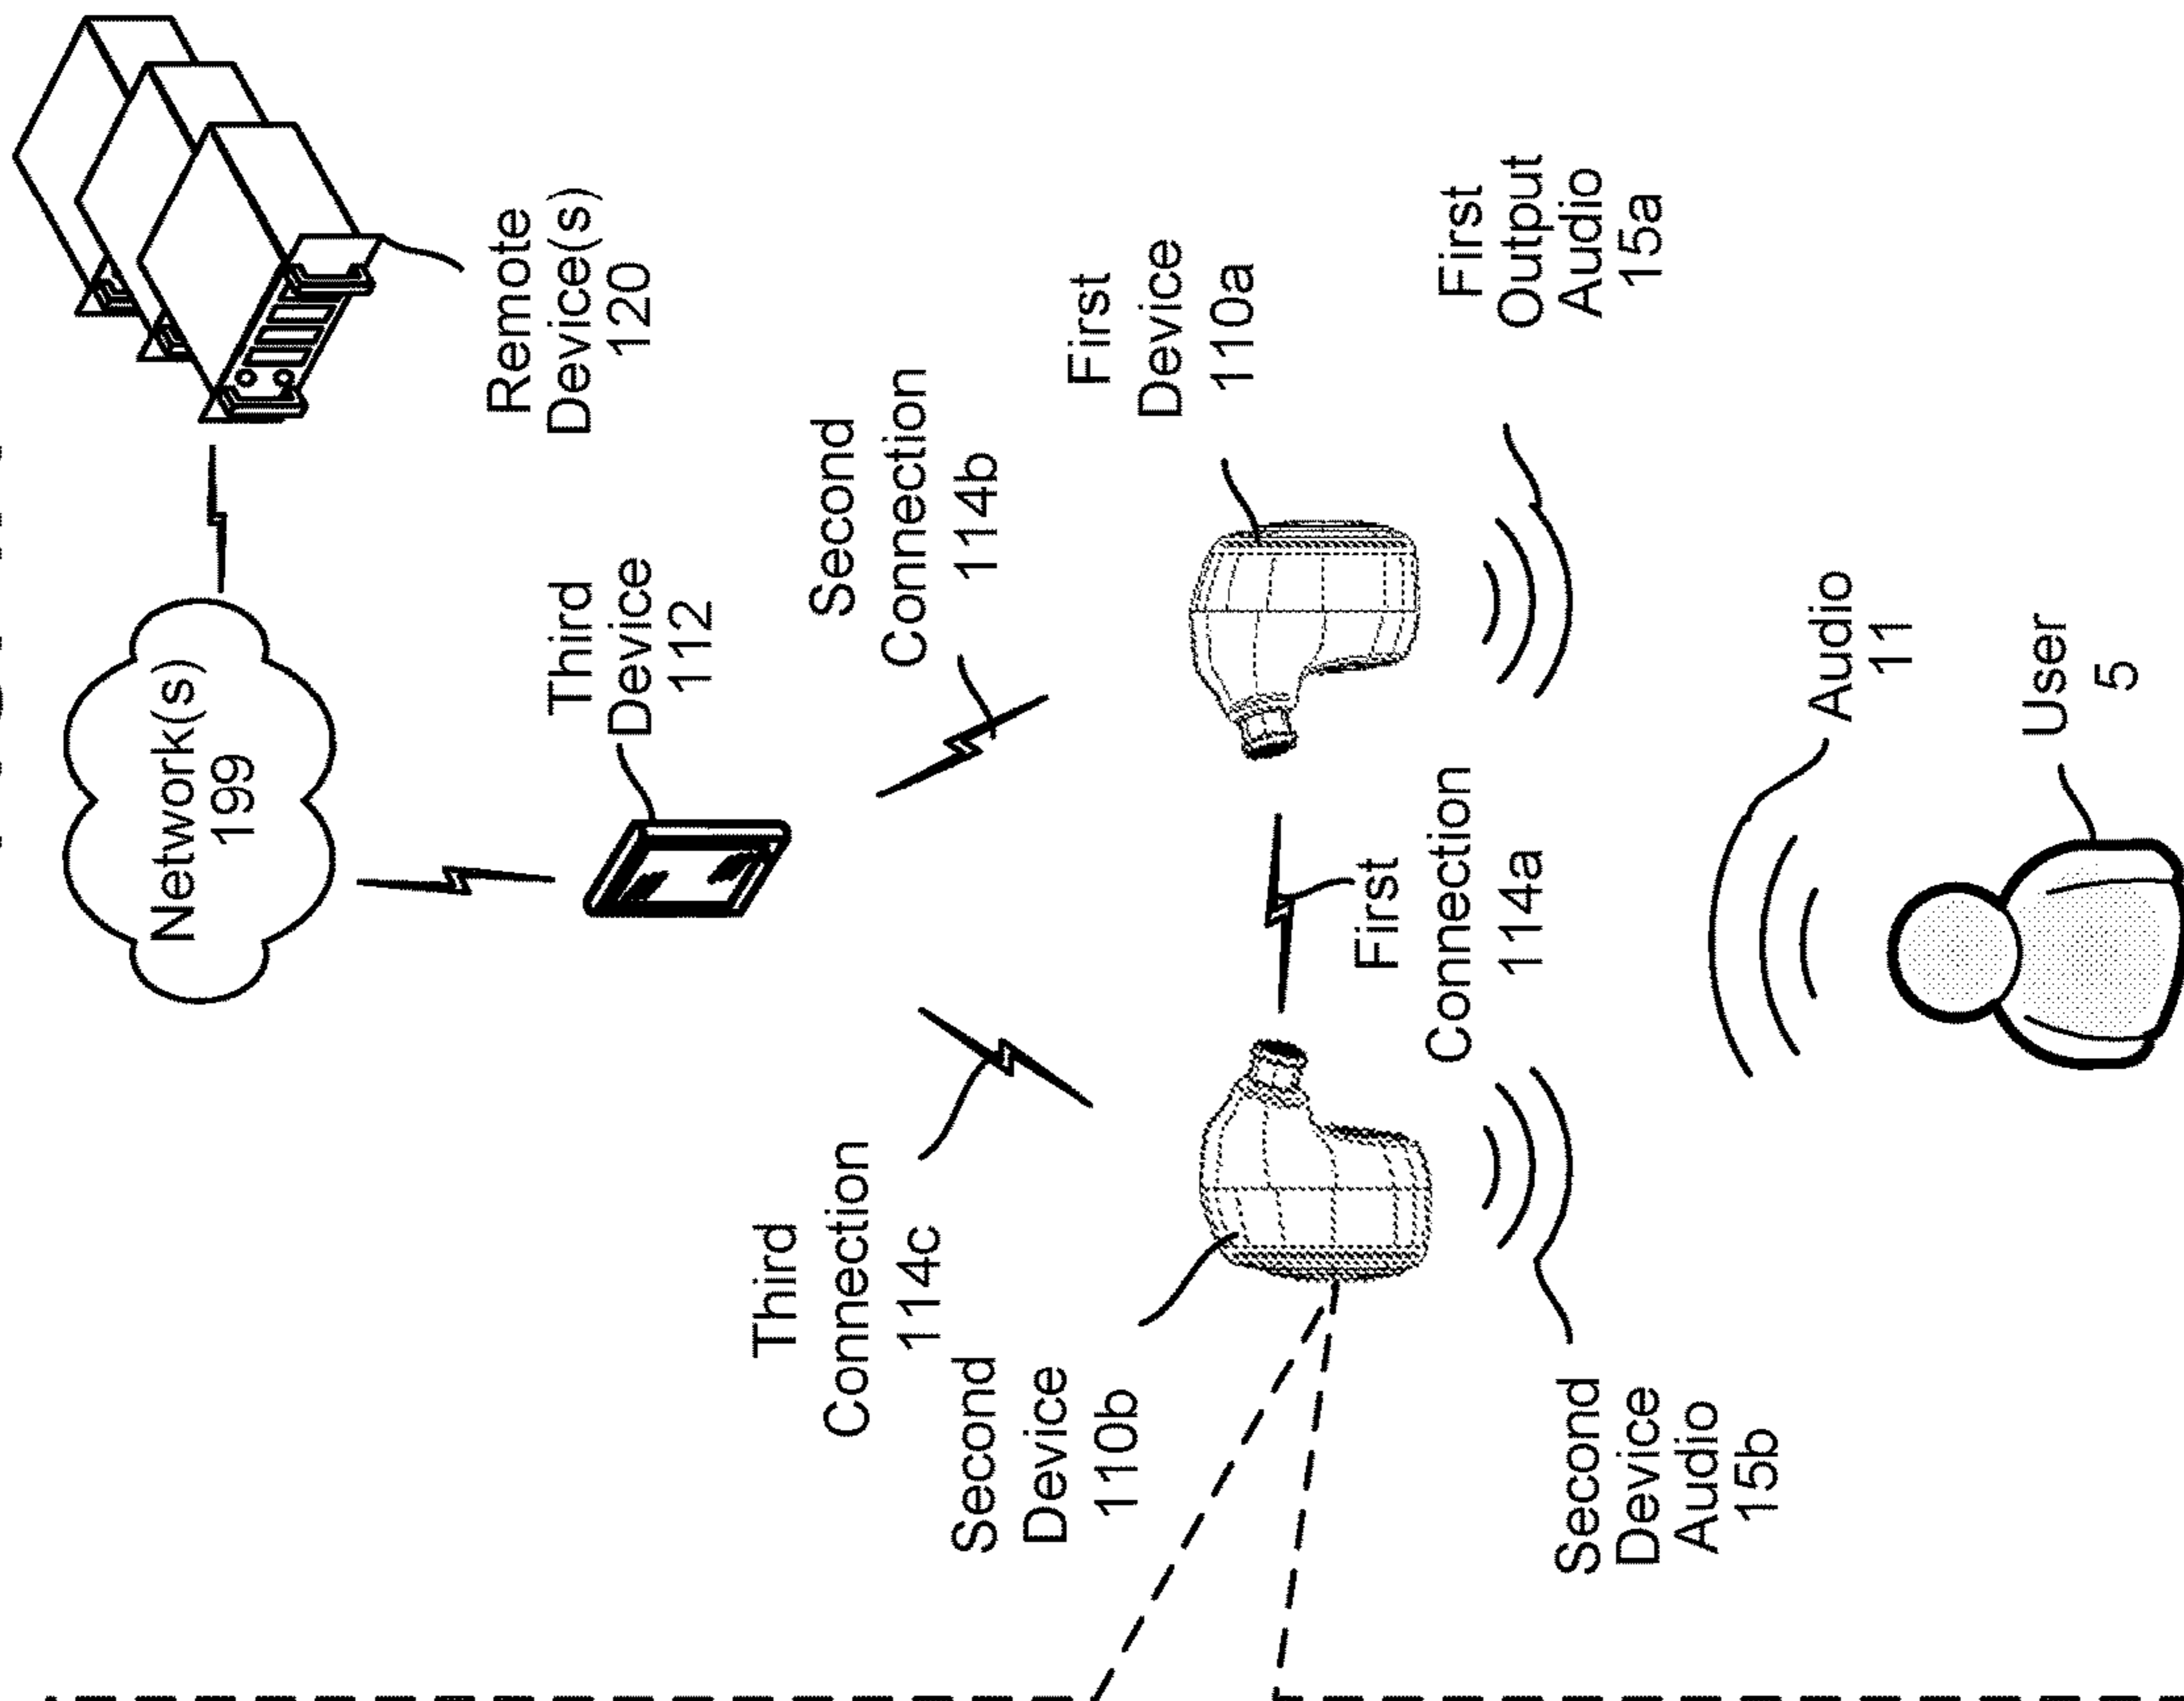 Network(s)
199
Remote
Device(s)
120
Third
Device
112
Second
Connection
114b
Third
Connection
114c
First
Device
110a
Second
Device
110b
First
Connection
114a
First
Output
Audio
15a
Second
Device
Audio
15b
Audio
11
User
5